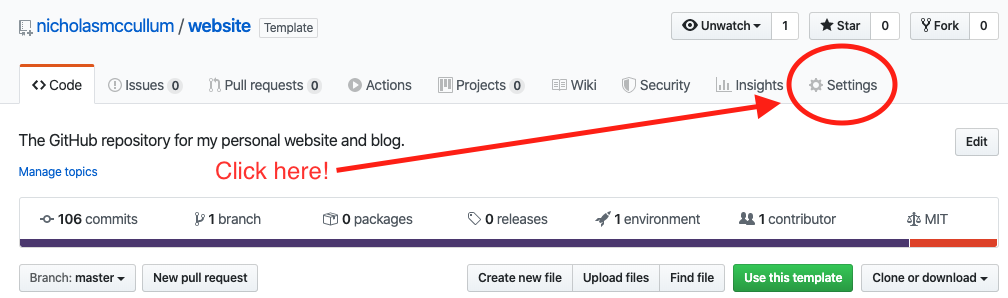 nicholasmccullum / website Template Unwatch 1 Star 0 Fork 0
Code Issues 0 Pull requests 0 Actions Projects 0 Wiki Security Insights Settings
The GitHub repository for my personal website and blog. Edit
Manage topics
Click here!
106 commits 1 branch 0 packages 0 releases 1 environment 1 contributor MIT
Branch: master New pull request Create new file Upload files Find file Use this template Clone or download